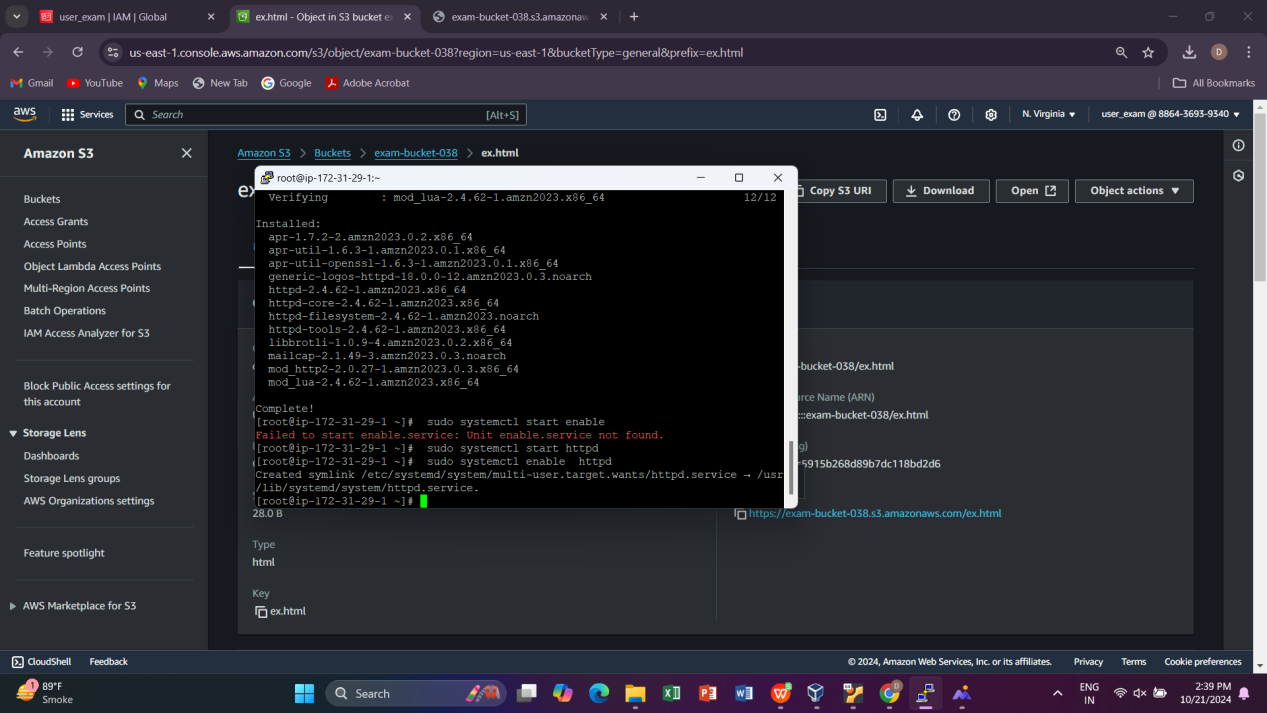 user_exam | IAM | Global
ex.html - Object in S3 bucket e
exam-bucket-038.s3.amazonaw
us-east-1.console.aws.amazon.com/s3/object/exam-bucket-038?region=us-east-1&bucketType=general&prefix=ex.html
D
Gmail
YouTube
Maps
New Tab
Google
Adobe Acrobat
All Bookmarks
aws
Services
Search
[Alt+S]
N. Virginia
user_exam @ 8864-3693-9340
Amazon S3
Buckets
Access Grants
Access Points
Object Lambda Access Points
Multi-Region Access Points
Batch Operations
IAM Access Analyzer for S3
Block Public Access settings for
this account
Storage Lens
Dashboards
Storage Lens groups
AWS Organizations settings
Feature spotlight
AWS Marketplace for S3
Amazon S3 > Buckets > exam-bucket-038 > ex.html
Copy S3 URI
Download
Open
Object actions
root@ip-172-31-29-1:~
Verifying : mod_lua-2.4.62-1.amzn2023.x86_64 12/12
Installed:
apr-1.7.2-2.amzn2023.0.2.x86_64
apr-util-1.6.3-1.amzn2023.0.1.x86_64
apr-util-openssl-1.6.3-1.amzn2023.0.1.x86_64
generic-logos-httpd-18.0.0-12.amzn2023.0.3.noarch
httpd-2.4.62-1.amzn2023.x86_64
httpd-core-2.4.62-1.amzn2023.x86_64
httpd-filesystem-2.4.62-1.amzn2023.noarch
httpd-tools-2.4.62-1.amzn2023.x86_64
libbrotli-1.0.9-4.amzn2023.0.2.x86_64
mailcap-2.1.49-3.amzn2023.0.3.noarch
mod_http2-2.0.27-1.amzn2023.0.3.x86_64
mod_lua-2.4.62-1.amzn2023.x86_64
Complete!
[root@ip-172-31-29-1 ~]# sudo systemctl start enable
Failed to start enable.service: Unit enable.service not found.
[root@ip-172-31-29-1 ~]# sudo systemctl start httpd
[root@ip-172-31-29-1 ~]# sudo systemctl enable httpd
Created symlink /etc/systemd/system/multi-user.target.wants/httpd.service → /usr
/lib/systemd/system/httpd.service.
[root@ip-172-31-29-1 ~]#
-bucket-038/ex.html
urce Name (ARN)
:::exam-bucket-038/ex.html
g)
5915b268d89b7dc118bd2d6
https://exam-bucket-038.s3.amazonaws.com/ex.html
28.0 B
Type
html
Key
ex.html
CloudShell
Feedback
© 2024, Amazon Web Services, Inc. or its affiliates.
Privacy
Terms
Cookie preferences
1
89°F
Smoke
Search
ENG
IN
2:39 PM
10/21/2024